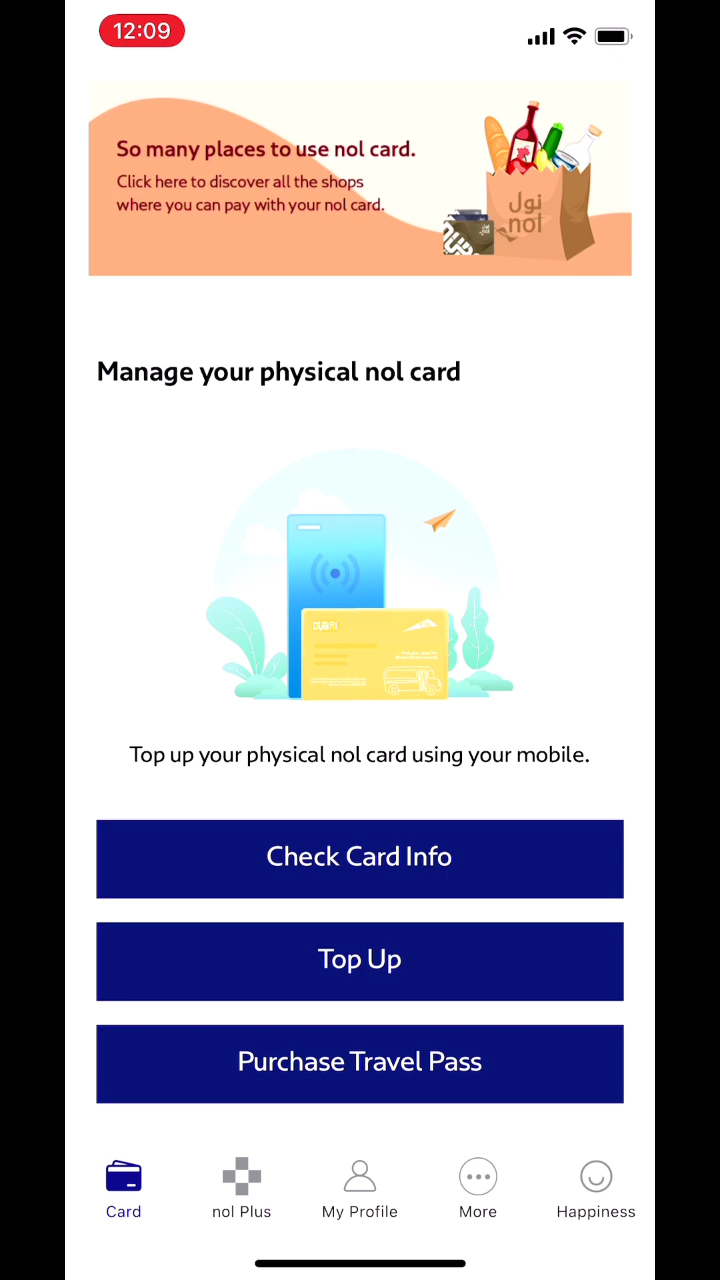 12:09
So many places to use nol card.
Click here to discover all the shops
where you can pay with your nol card.
نول
nol
Manage your physical nol card
DUBAI
Top up your physical nol card using your mobile.
Check Card Info
Top Up
Purchase Travel Pass
Card
nol Plus
My Profile
More
Happiness